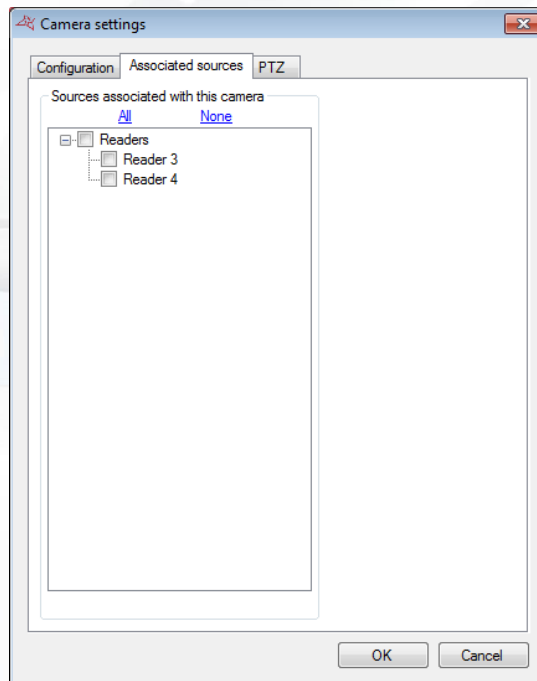 Camera settings
Configuration Associated sources PTZ
Sources associated with this camera
All None
Readers
Reader 3
Reader 4
OK Cancel